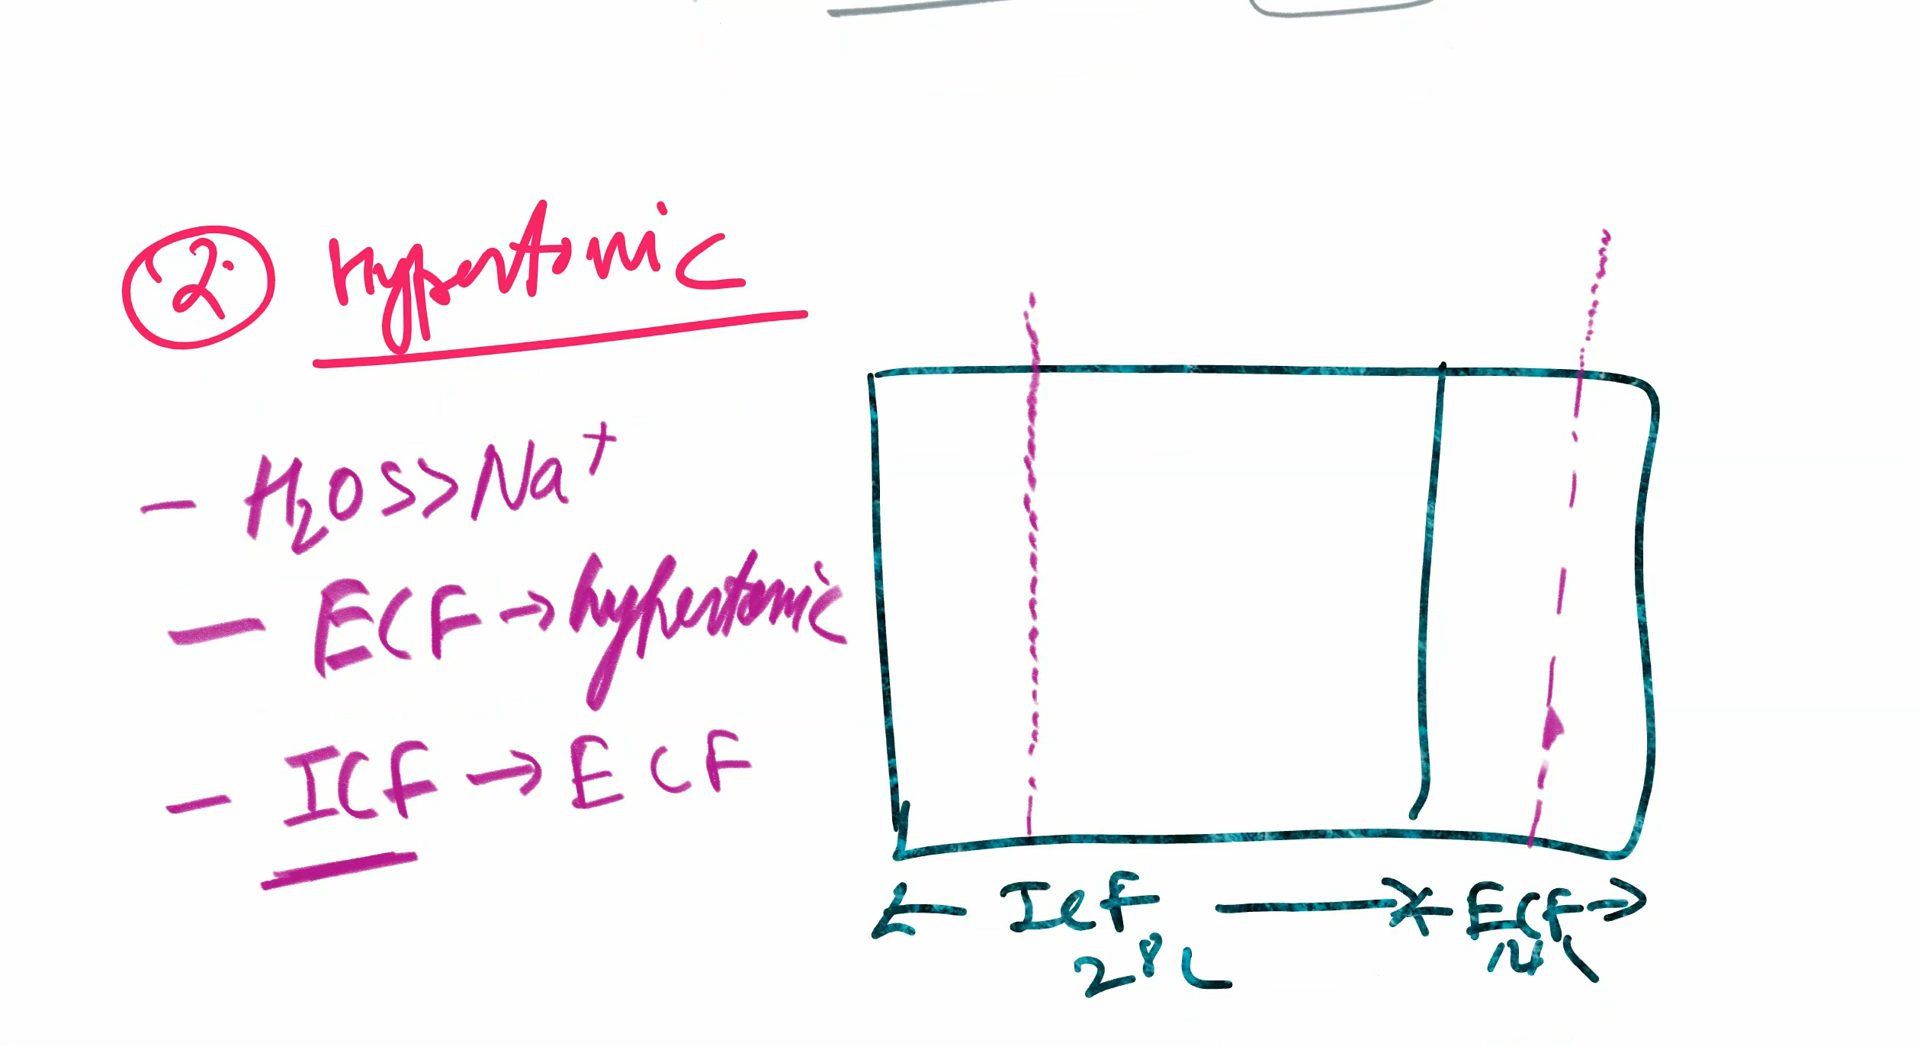 2. Hypertonic
- H2O S>> Na+
- ECF → hypertonic
- ICF → ECF
← ICF → ← ECF →
28L 14L